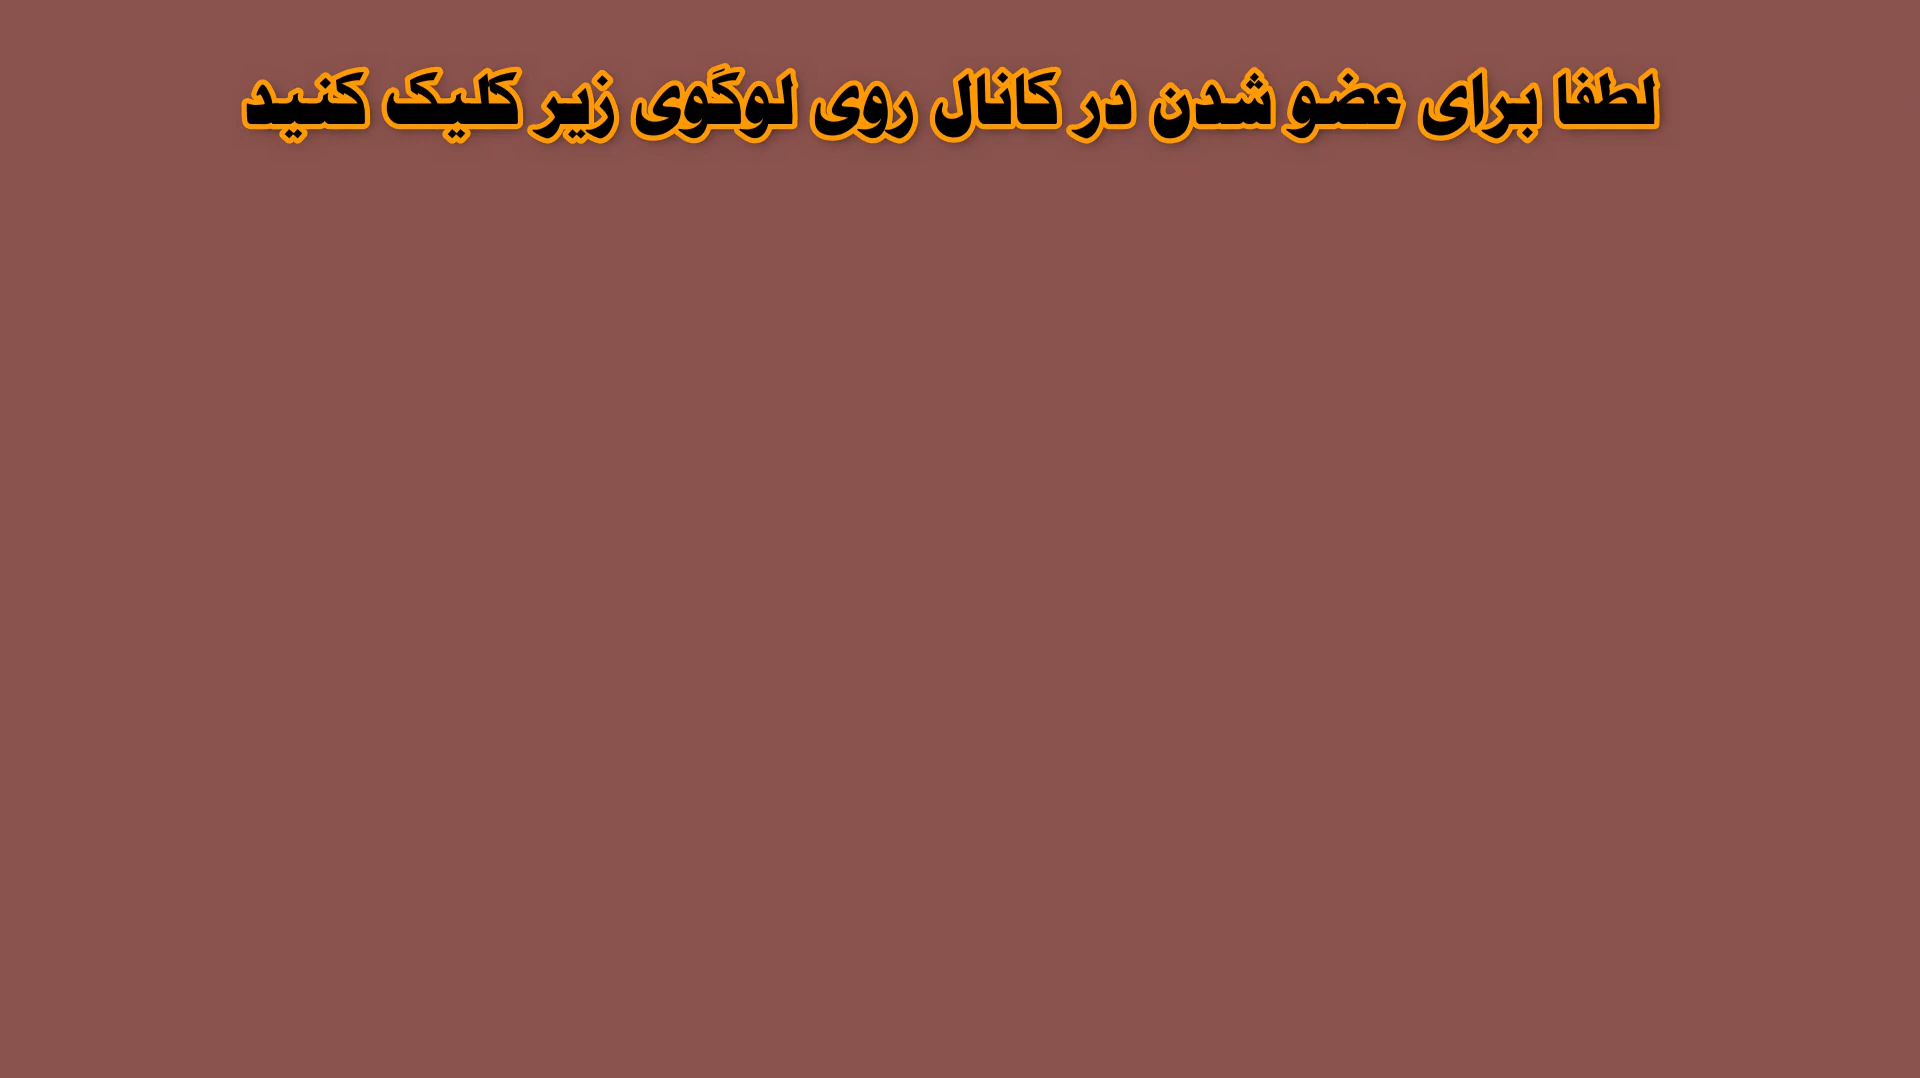 لطفا برای عضو شدن در کانال روی لوگوی زیر کلیک کنید